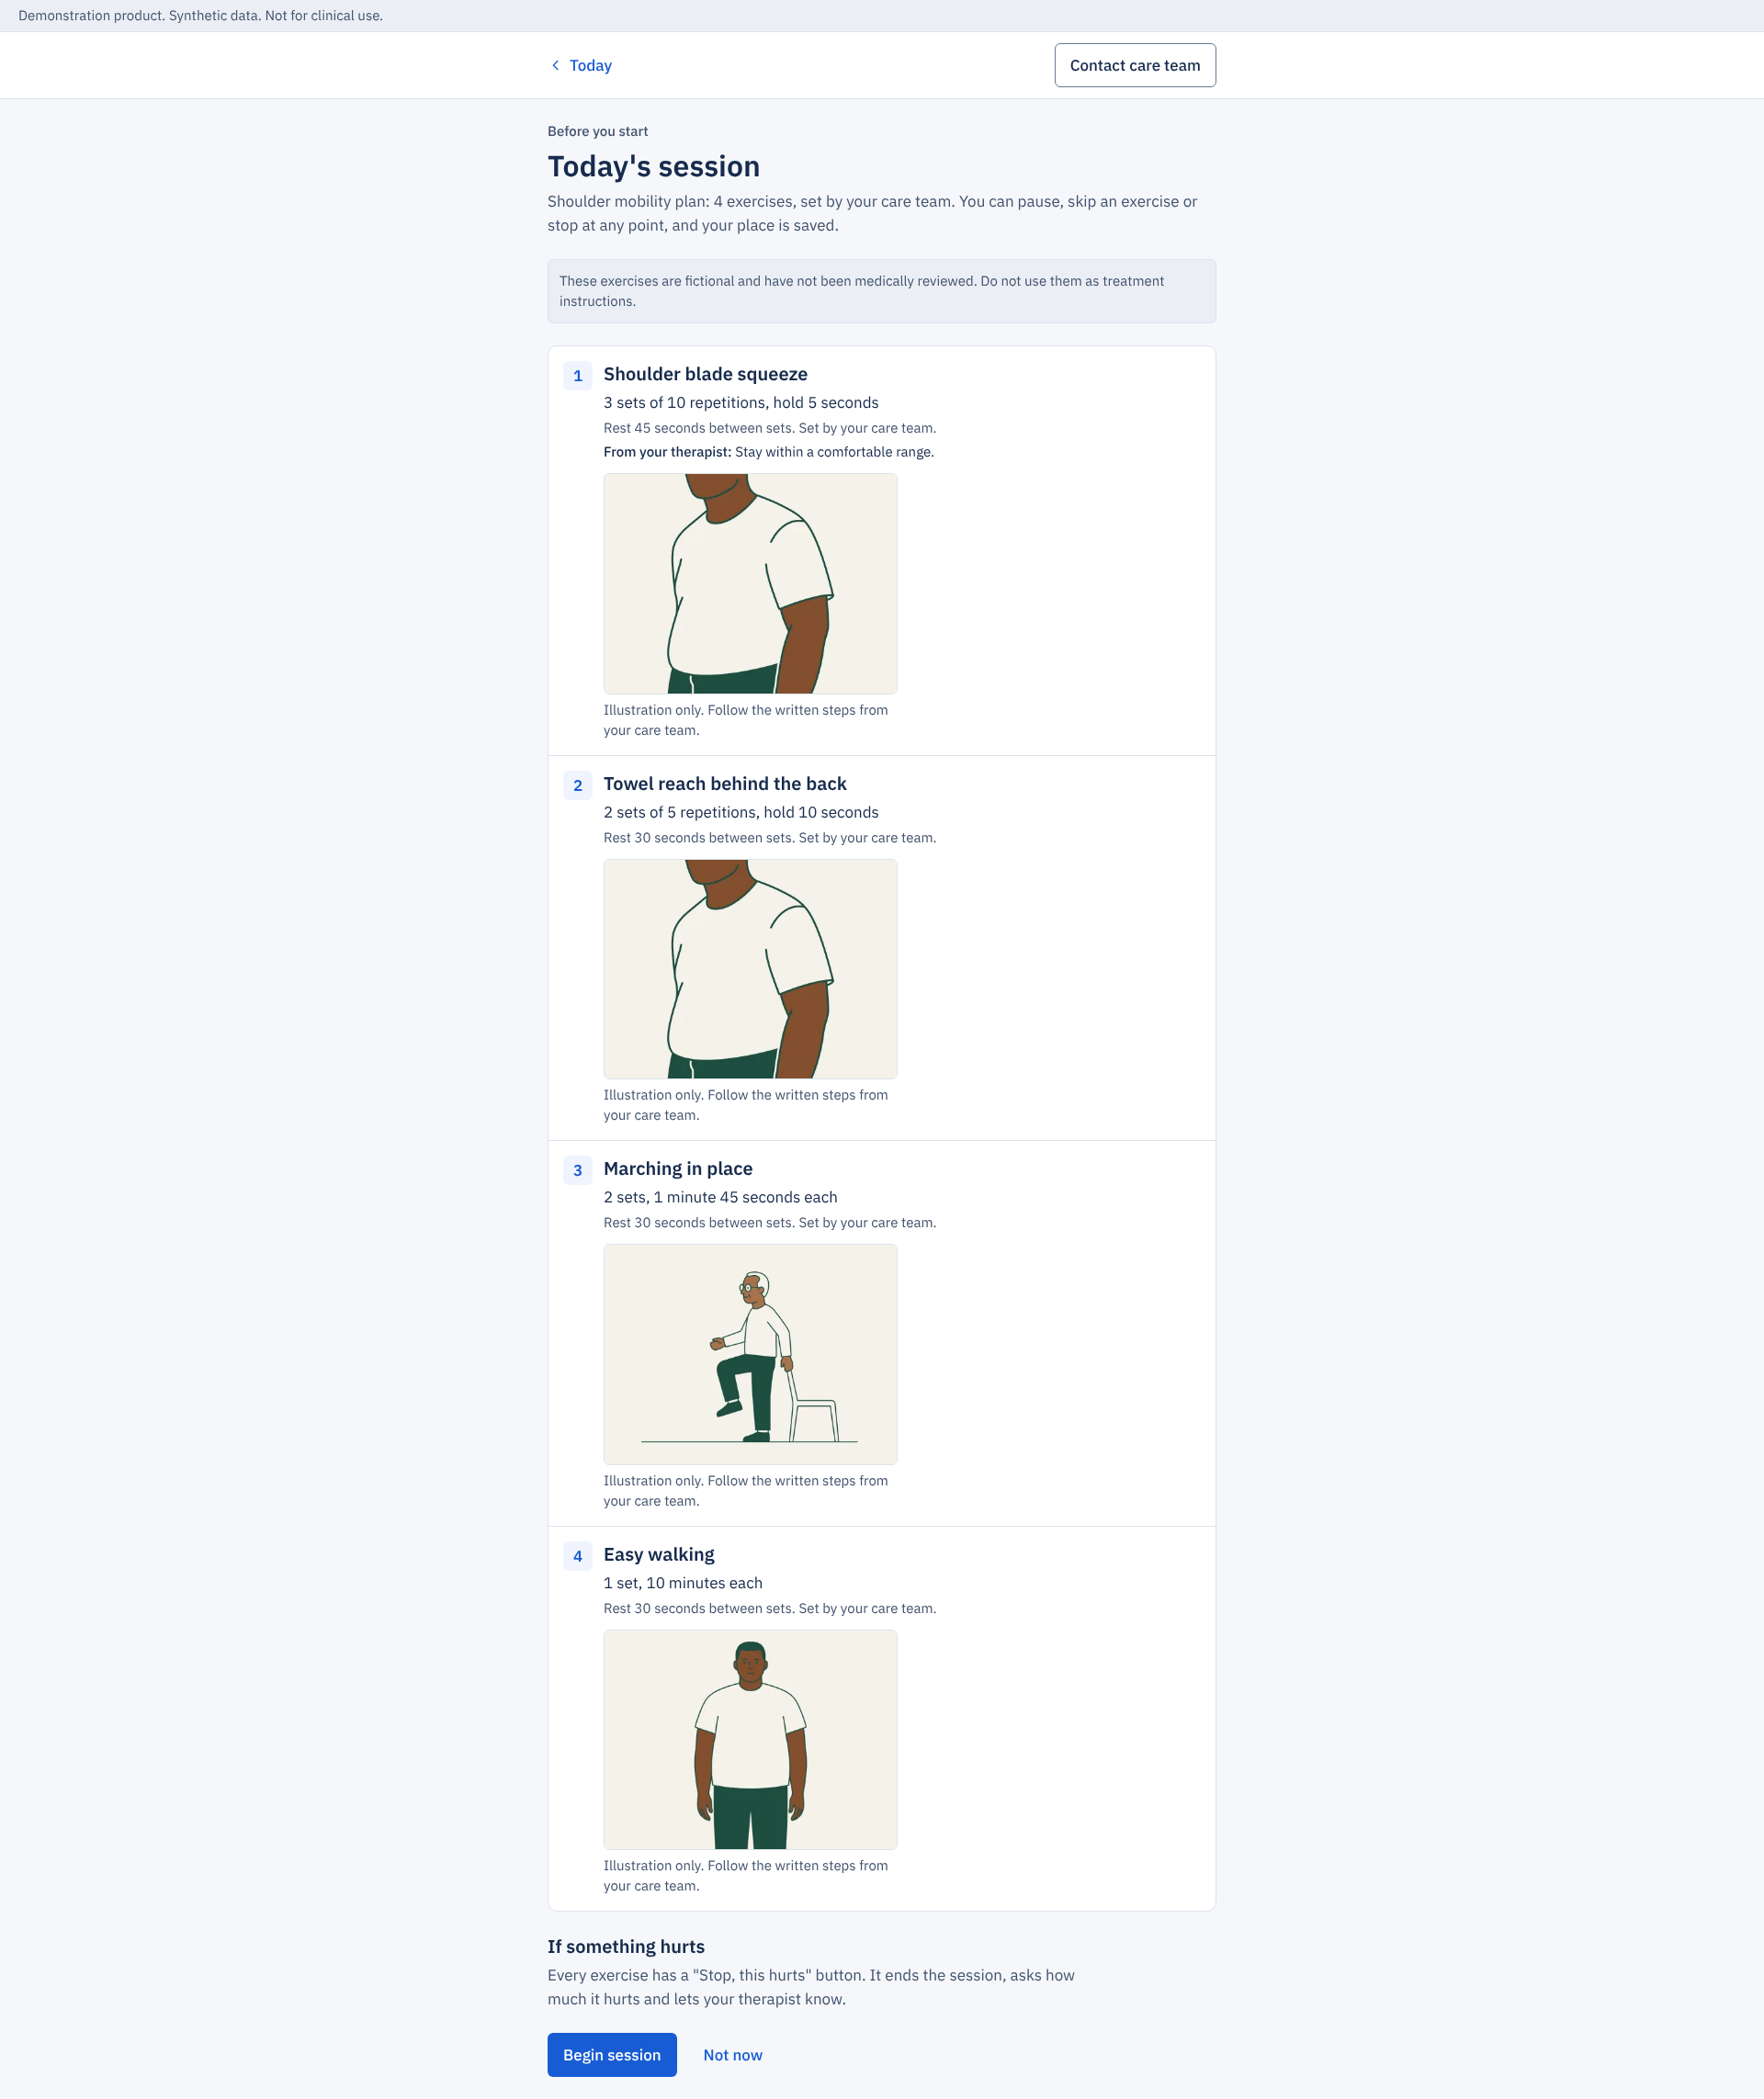 Demonstration product. Synthetic data. Not for clinical use.
Today
Contact care team
Before you start
Today's session
Shoulder mobility plan: 4 exercises, set by your care team. You can pause, skip an exercise or
stop at any point, and your place is saved.
These exercises are fictional and have not been medically reviewed. Do not use them as treatment
instructions.
1
Shoulder blade squeeze
3 sets of 10 repetitions, hold 5 seconds
Rest 45 seconds between sets. Set by your care team.
From your therapist: Stay within a comfortable range.
Illustration only. Follow the written steps from
your care team.
2
Towel reach behind the back
2 sets of 5 repetitions, hold 10 seconds
Rest 30 seconds between sets. Set by your care team.
Illustration only. Follow the written steps from
your care team.
3
Marching in place
2 sets, 1 minute 45 seconds each
Rest 30 seconds between sets. Set by your care team.
Illustration only. Follow the written steps from
your care team.
4
Easy walking
1 set, 10 minutes each
Rest 30 seconds between sets. Set by your care team.
Illustration only. Follow the written steps from
your care team.
If something hurts
Every exercise has a "Stop, this hurts" button. It ends the session, asks how
much it hurts and lets your therapist know.
Begin session
Not now